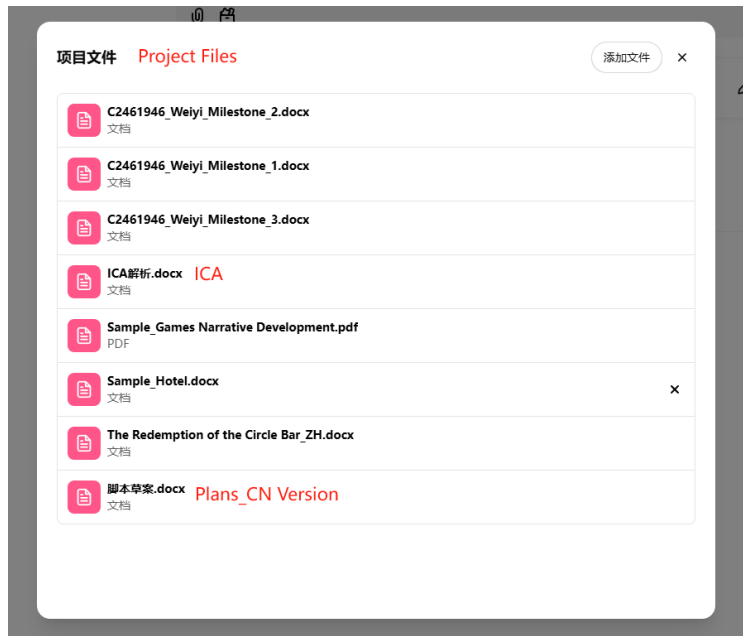 项目文件 Project Files 添加文件
C2461946_Weiyi_Milestone_2.docx
文档
C2461946_Weiyi_Milestone_1.docx
文档
C2461946_Weiyi_Milestone_3.docx
文档
ICA解析.docx ICA
文档
Sample_Games Narrative Development.pdf
PDF
Sample_Hotel.docx
文档
The Redemption of the Circle Bar_ZH.docx
文档
脚本草案.docx Plans_CN Version
文档